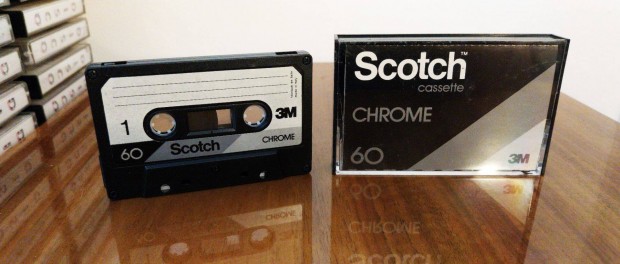 1
3M
60
Scotch
CHROME
Scotch™
cassette
CHROME
60
3M